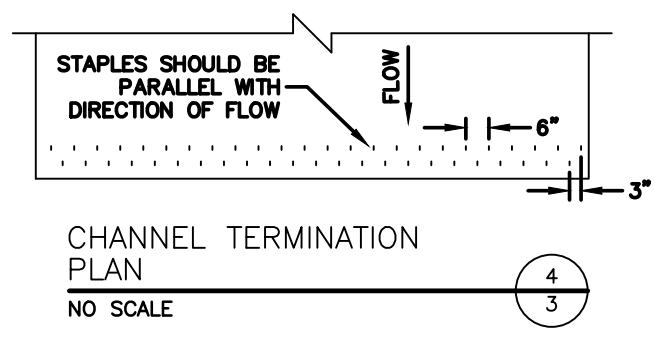 STAPLES SHOULD BE
PARALLEL WITH
DIRECTION OF FLOW
FLOW
6"
3"
CHANNEL TERMINATION
PLAN
NO SCALE
4
3